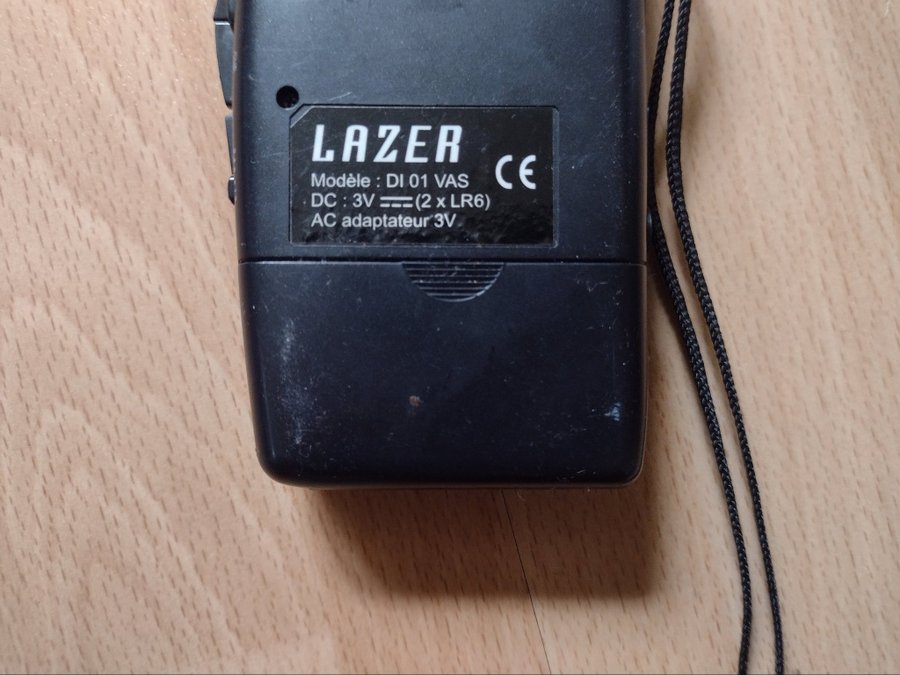 LAZER
CE
Modèle : DI 01 VAS
DC : 3V ⎓ (2 x LR6)
AC adaptateur 3V